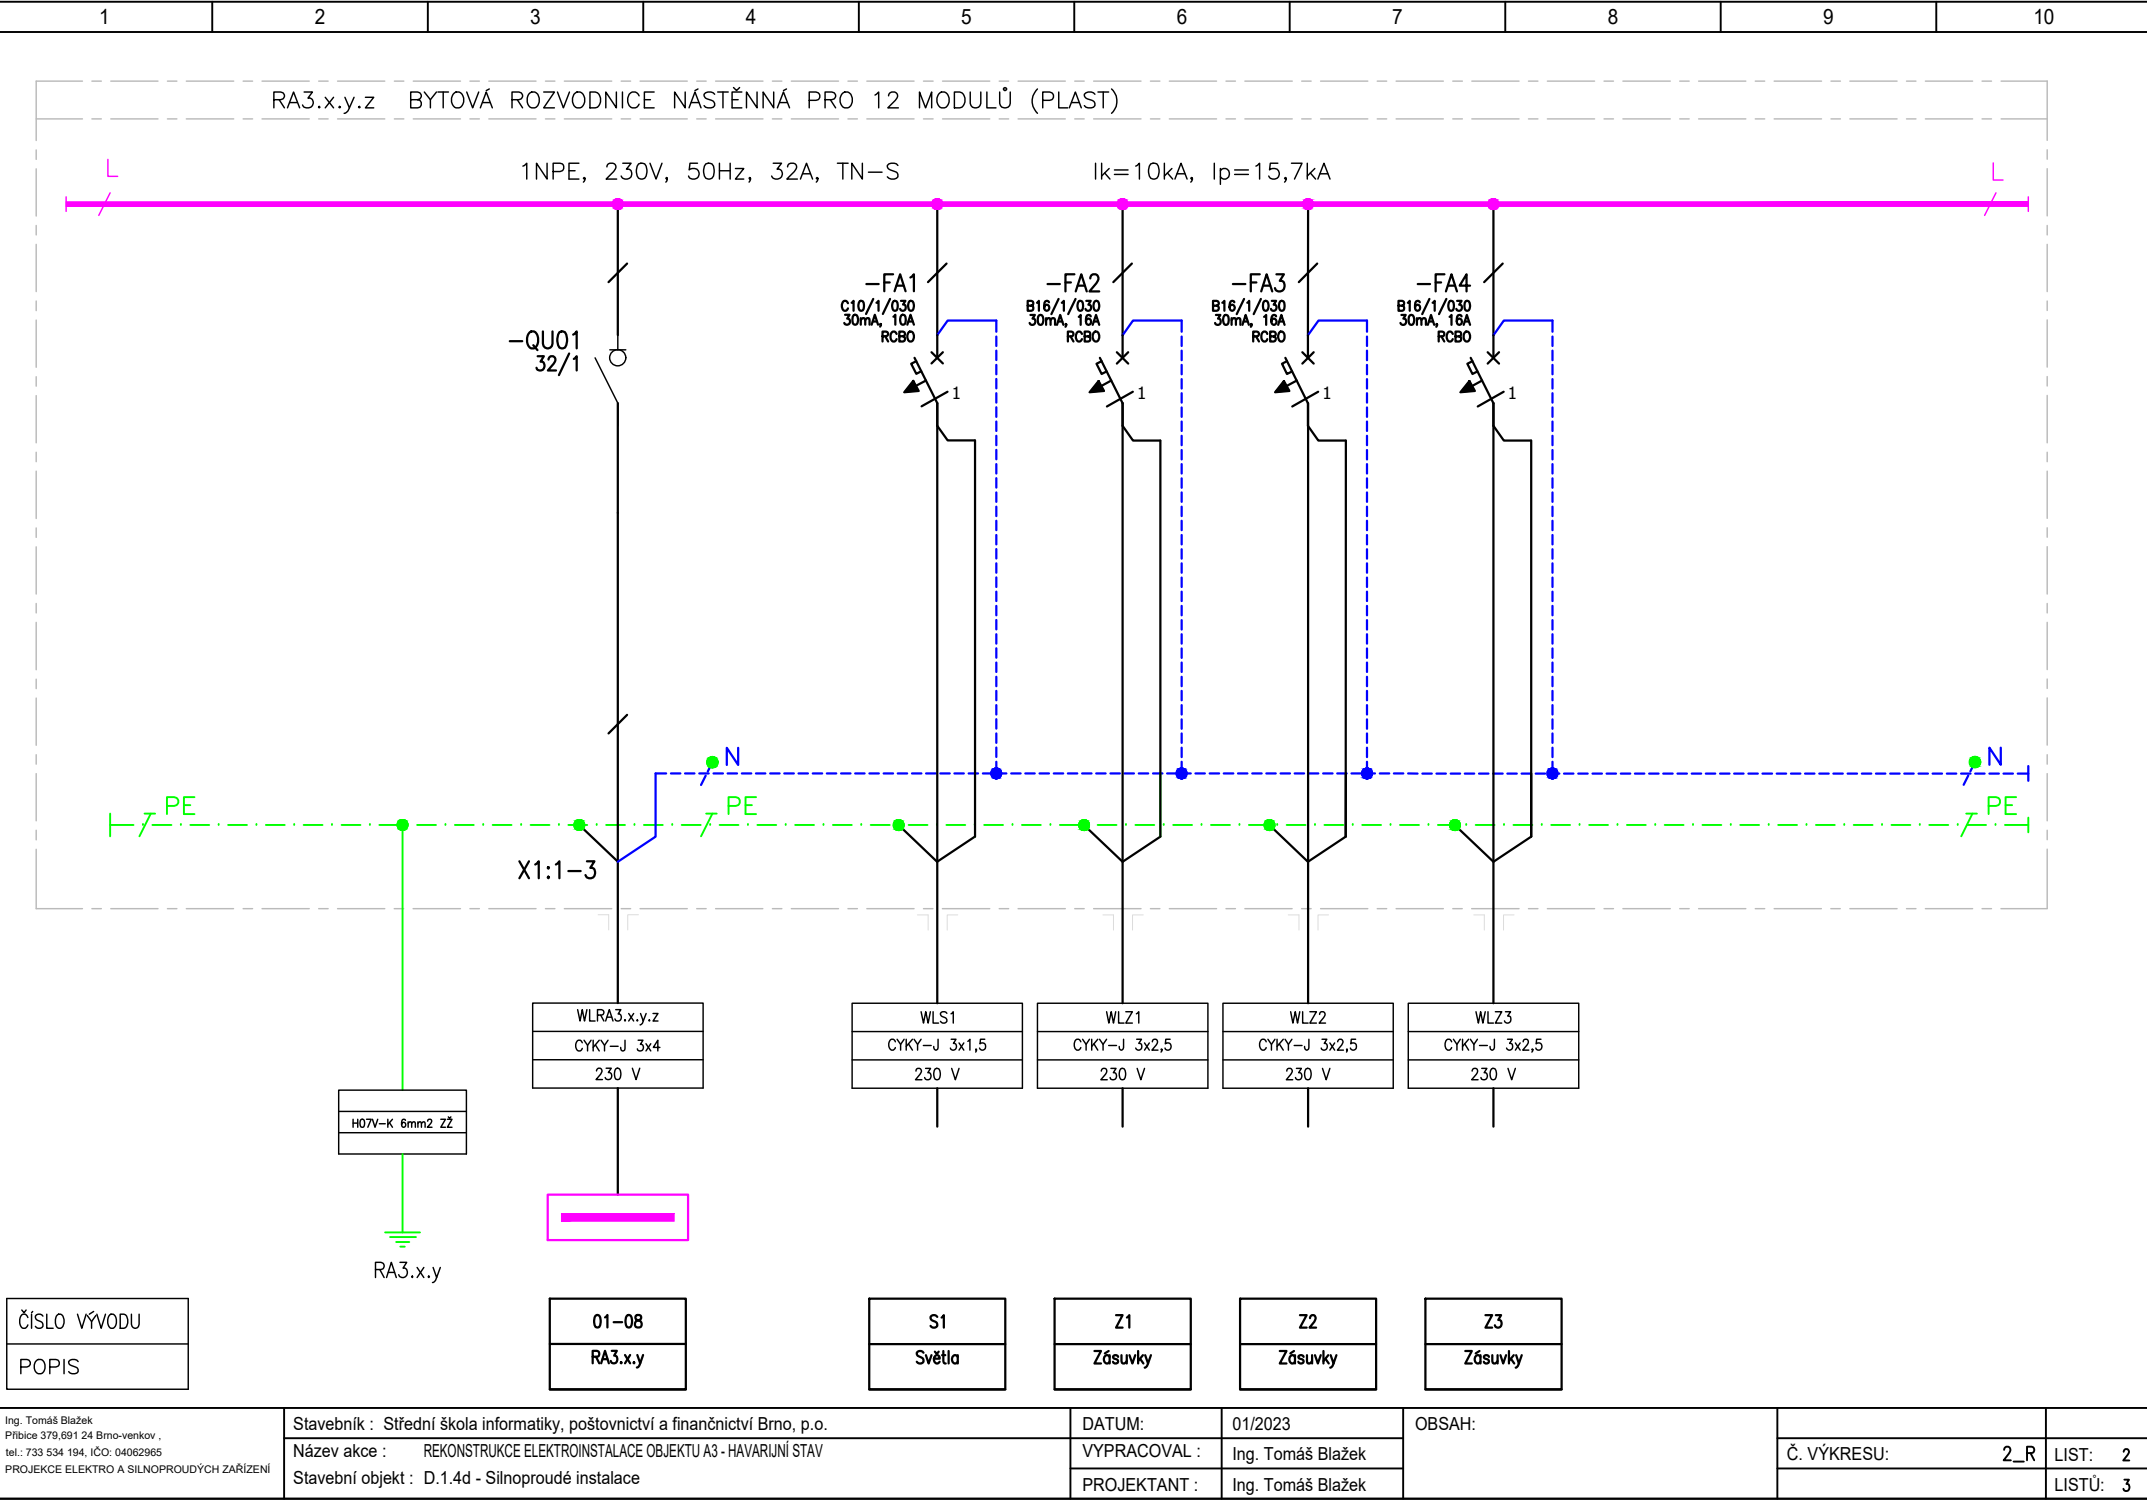 1 2 3 4 5 6 7 8 9 10
RA3.x.y.z BYTOVÁ ROZVODNICE NÁSTĚNNÁ PRO 12 MODULŮ (PLAST)
L 1NPE, 230V, 50Hz, 32A, TN-S Ik=10kA, Ip=15,7kA L
-QU01
32/1
-FA1
C10/1/030
30mA, 10A
RCBO
1
-FA2
B16/1/030
30mA, 16A
RCBO
1
-FA3
B16/1/030
30mA, 16A
RCBO
1
-FA4
B16/1/030
30mA, 16A
RCBO
1
N N
PE PE PE
X1:1-3
WLRA3.x.y.z
CYKY-J 3x4
230 V
WLS1
CYKY-J 3x1,5
230 V
WLZ1
CYKY-J 3x2,5
230 V
WLZ2
CYKY-J 3x2,5
230 V
WLZ3
CYKY-J 3x2,5
230 V
H07V-K 6mm2 ZŽ
RA3.x.y
ČÍSLO VÝVODU 01-08 S1 Z1 Z2 Z3
POPIS RA3.x.y Světla Zásuvky Zásuvky Zásuvky
Ing. Tomáš Blažek
Přibice 379,691 24 Brno-venkov ,
tel.: 733 534 194, IČO: 04062965
PROJEKCE ELEKTRO A SILNOPROUDÝCH ZAŘÍZENÍ
Stavebník : Střední škola informatiky, poštovnictví a finančnictví Brno, p.o.
Název akce : REKONSTRUKCE ELEKTROINSTALACE OBJEKTU A3 - HAVARIJNÍ STAV
Stavební objekt : D.1.4d - Silnoproudé instalace
DATUM: 01/2023
VYPRACOVAL : Ing. Tomáš Blažek
PROJEKTANT : Ing. Tomáš Blažek
OBSAH:
Č. VÝKRESU: 2_R
LIST: 2
LISTŮ: 3